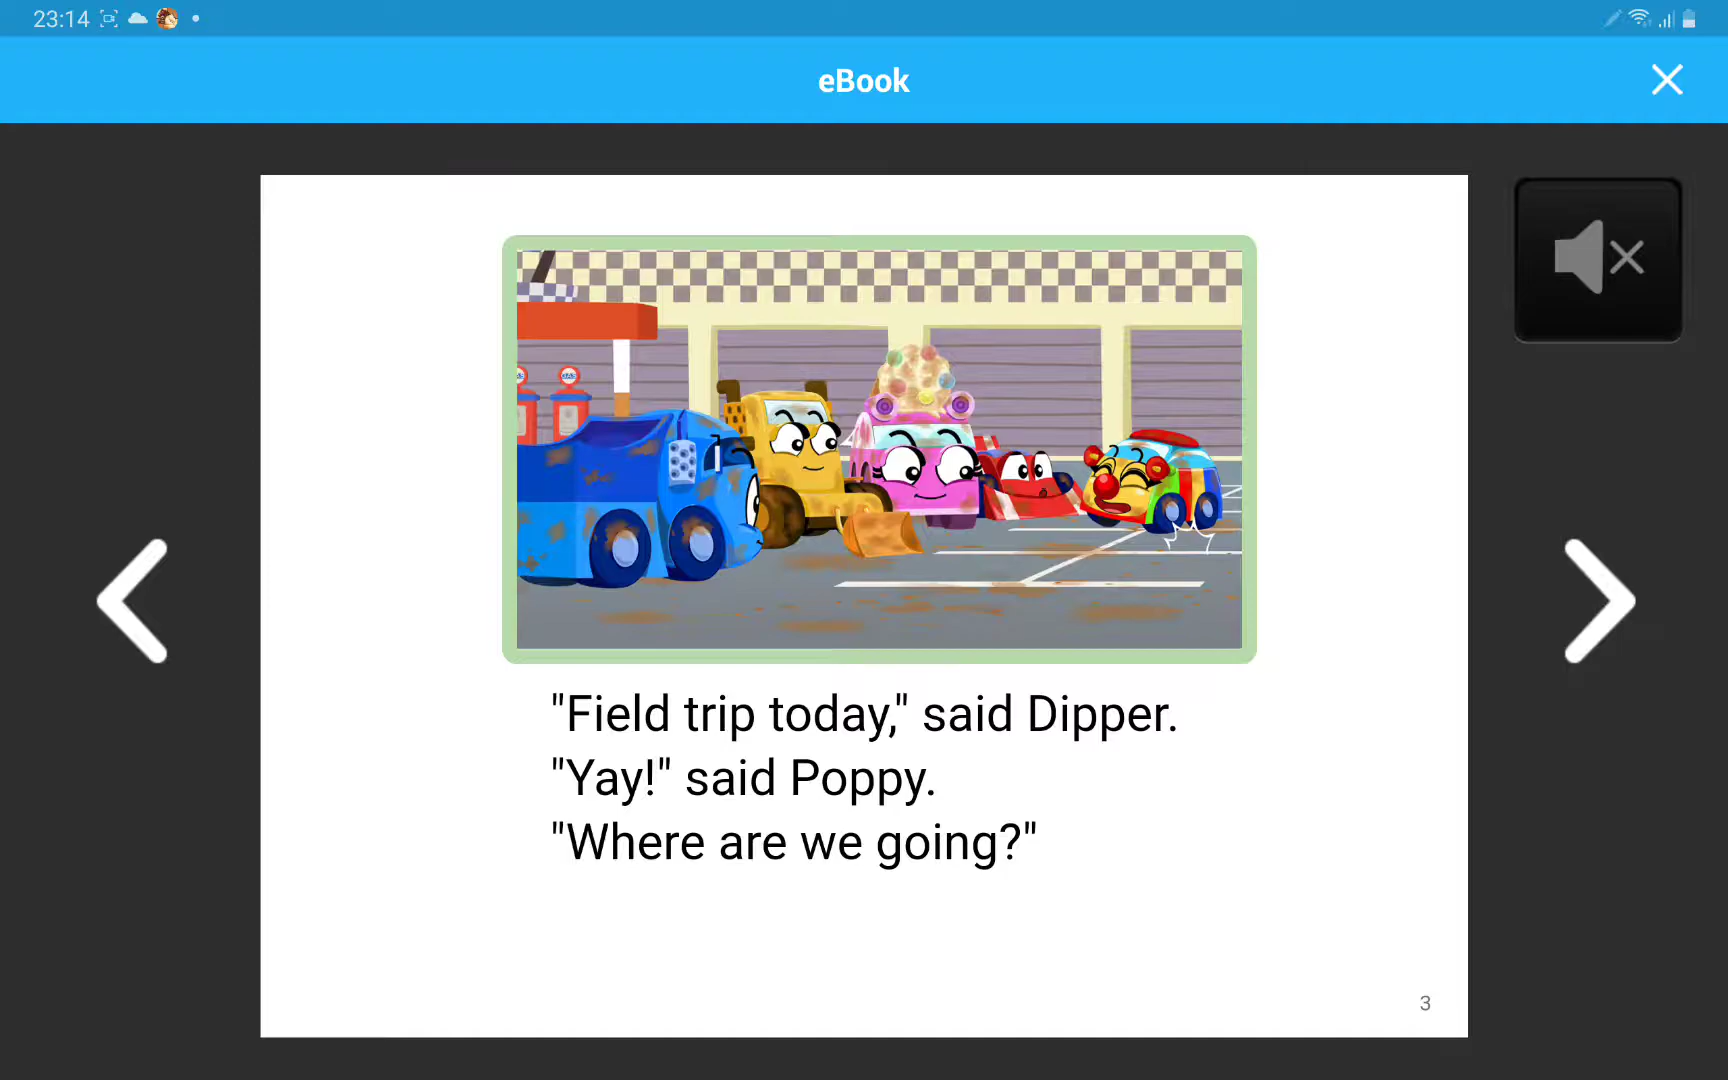 23:14
eBook
"Field trip today," said Dipper.
"Yay!" said Poppy.
"Where are we going?"
3